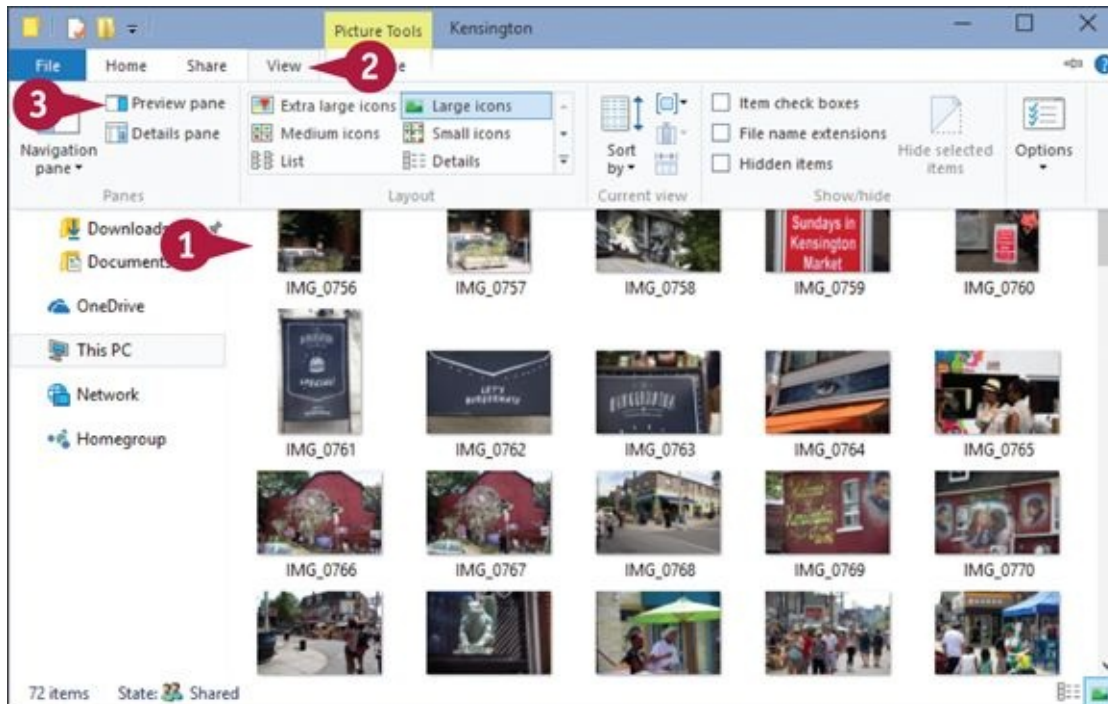 Picture Tools Kensington
File Home Share View e
3 2
Preview pane
Details pane
Navigation pane
Panes
Extra large icons Large icons
Medium icons Small icons
List Details
Layout
Sort by
Current view
Item check boxes
File name extensions
Hidden items
Hide selected items
Show/hide
Options
1
Downloads
Documents
OneDrive
This PC
Network
Homegroup
Sundays in
Kensington
Market
IMG_0756 IMG_0757 IMG_0758 IMG_0759 IMG_0760
SPECIAL!
LET'S
BURGERNATE
IMG_0761 IMG_0762 IMG_0763 IMG_0764 IMG_0765
Kensington
IMG_0766 IMG_0767 IMG_0768 IMG_0769 IMG_0770
72 items State: Shared